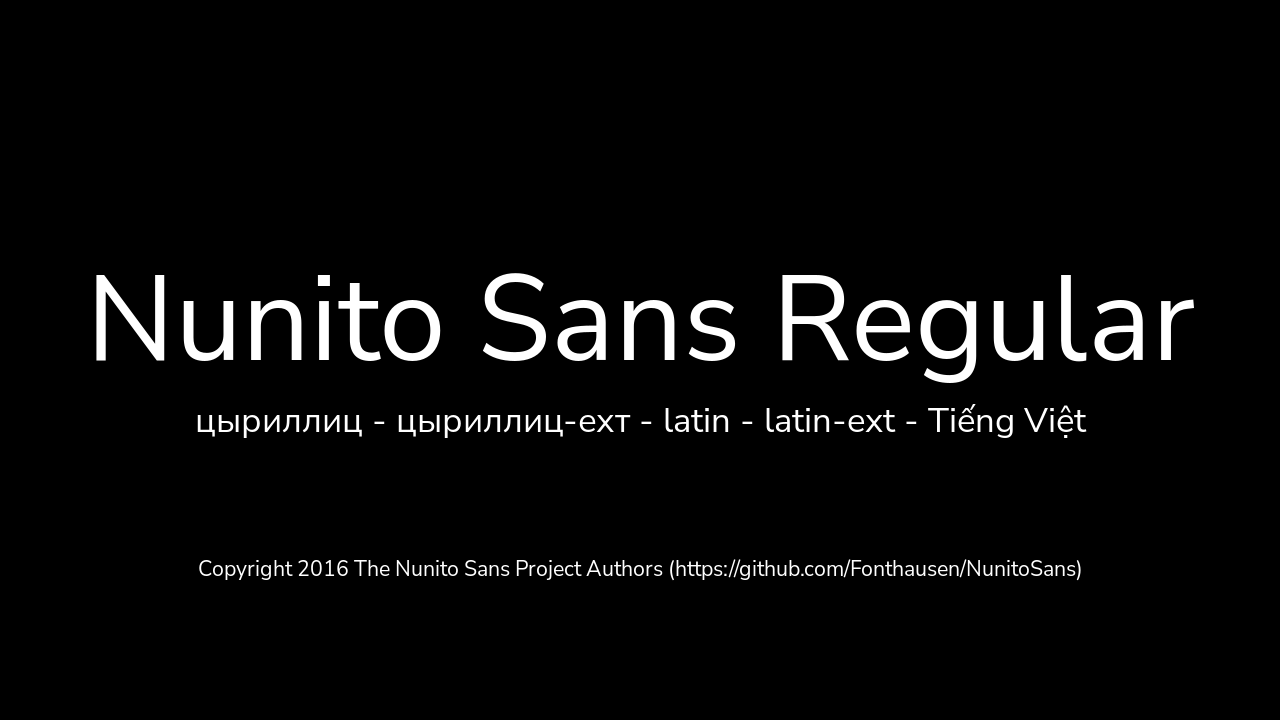 Nunito Sans Regular
цыриллиц - цыриллиц-ехт - latin - latin-ext - Tiếng Việt
Copyright 2016 The Nunito Sans Project Authors (https://github.com/Fonthausen/NunitoSans)